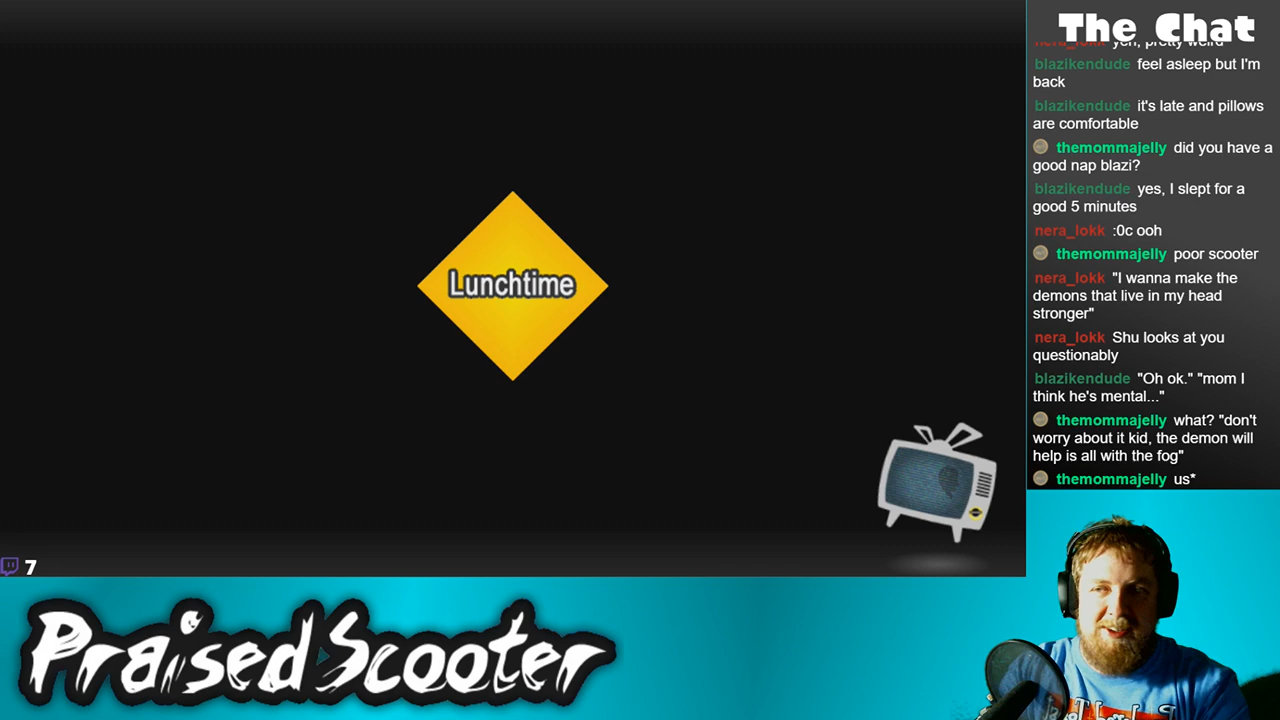 The Chat
nera_lokk yeh, pretty weird
blazikendude feel asleep but I'm
back
blazikendude it's late and pillows
are comfortable
themommajelly did you have a
good nap blazi?
blazikendude yes, I slept for a
good 5 minutes
nera_lokk :0c ooh
themommajelly poor scooter
nera_lokk "I wanna make the
demons that live in my head
stronger"
nera_lokk Shu looks at you
questionably
blazikendude "Oh ok." "mom I
think he's mental..."
themommajelly what? "don't
worry about it kid, the demon will
help is all with the fog"
themommajelly us*
Lunchtime
7
PraisedScooter